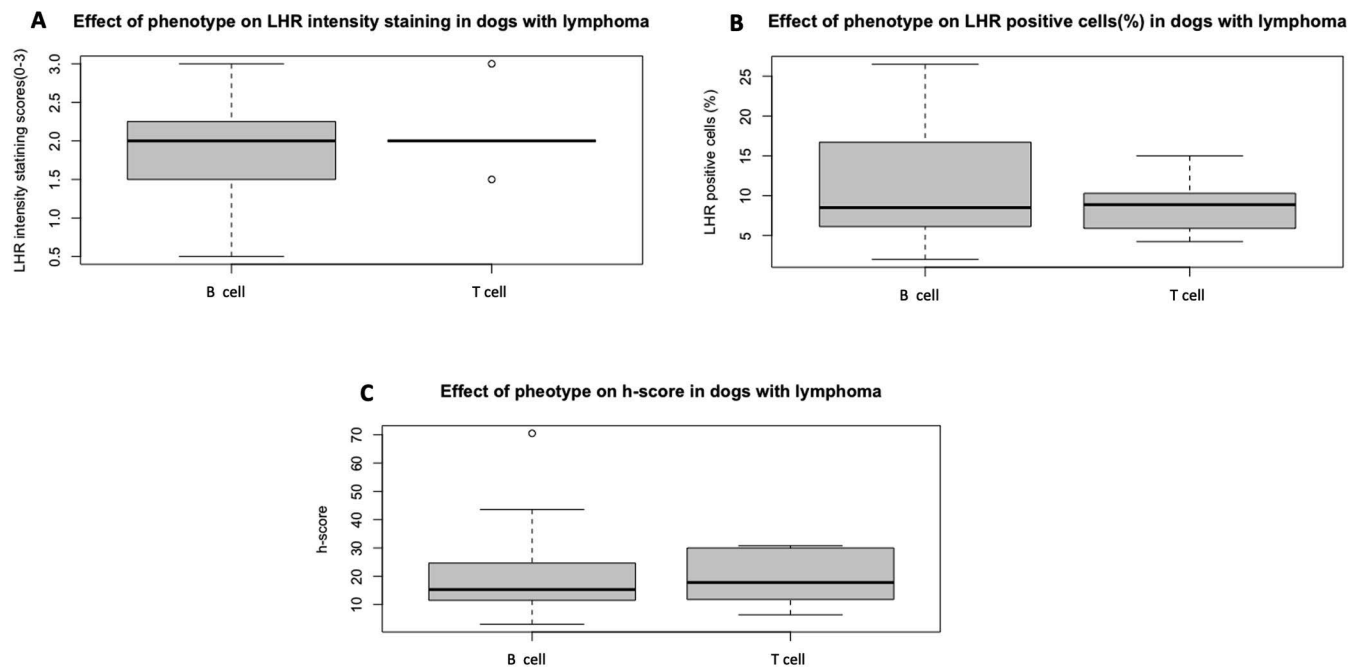 A Effect of phenotype on LHR intensity staining in dogs with lymphoma
LHR intensity statining scores(0-3)
3.0
2.5
2.0
1.5
1.0
0.5
B cell T cell
B Effect of phenotype on LHR positive cells(%) in dogs with lymphoma
LHR positive cells (%)
25
20
15
10
5
B cell T cell
C Effect of pheotype on h-score in dogs with lymphoma
h-score
70
60
50
40
30
20
10
B cell T cell